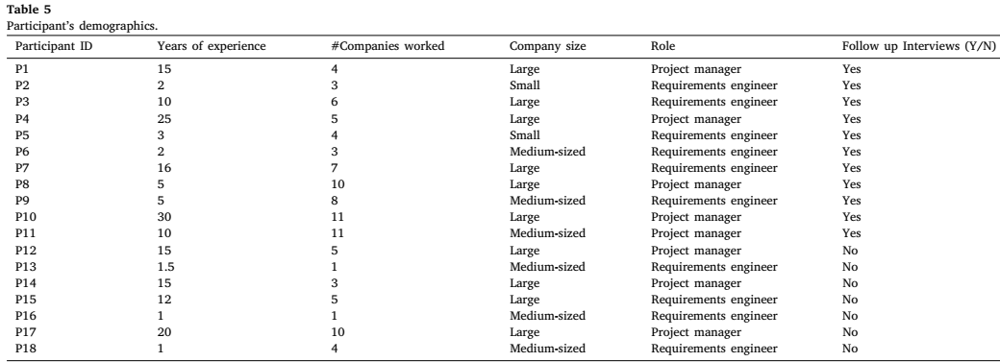 Table 5
Participant's demographics.
Participant ID Years of experience #Companies worked Company size Role Follow up Interviews (Y/N)
P1 15 4 Large Project manager Yes
P2 2 3 Small Requirements engineer Yes
P3 10 6 Large Requirements engineer Yes
P4 25 5 Large Project manager Yes
P5 3 4 Small Requirements engineer Yes
P6 2 3 Medium-sized Requirements engineer Yes
P7 16 7 Large Requirements engineer Yes
P8 5 10 Large Project manager Yes
P9 5 8 Medium-sized Requirements engineer Yes
P10 30 11 Large Project manager Yes
P11 10 11 Medium-sized Project manager Yes
P12 15 5 Large Project manager No
P13 1.5 1 Medium-sized Requirements engineer No
P14 15 3 Large Project manager No
P15 12 5 Large Requirements engineer No
P16 1 1 Medium-sized Requirements engineer No
P17 20 10 Large Project manager No
P18 1 4 Medium-sized Requirements engineer No